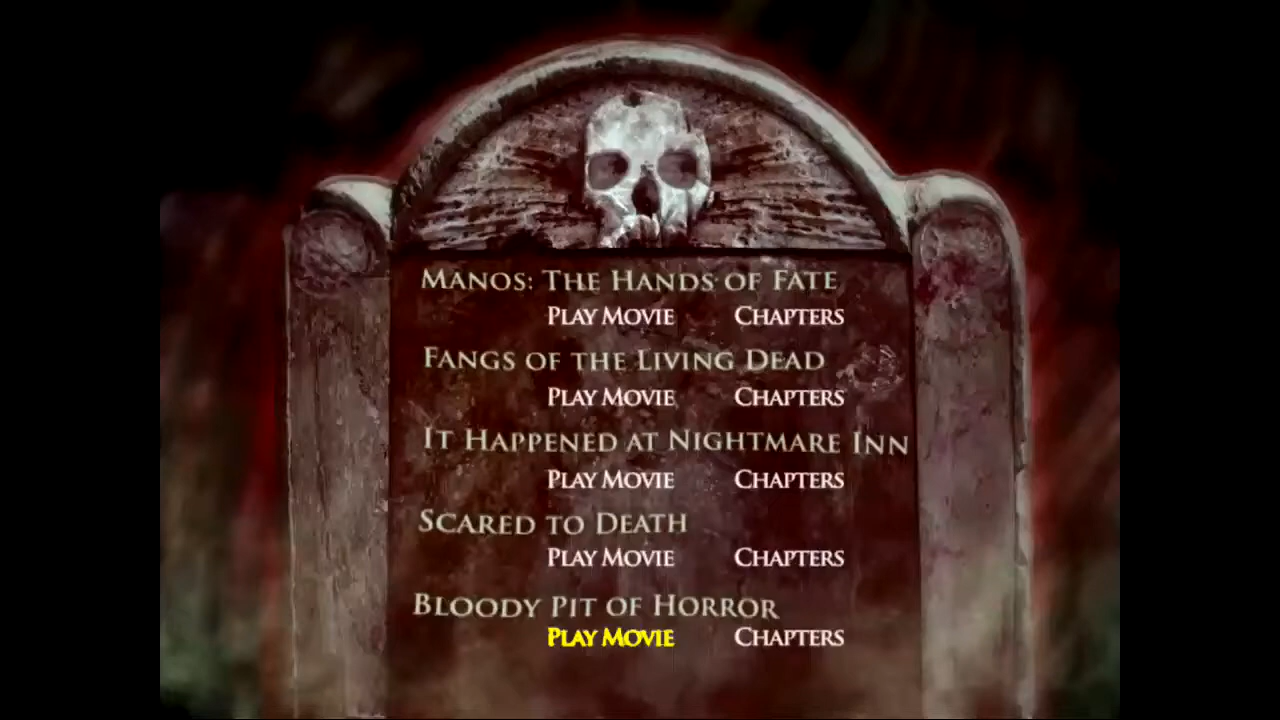 Manos: The Hands of Fate
Play Movie Chapters
Fangs of the Living Dead
Play Movie Chapters
It Happened at Nightmare Inn
Play Movie Chapters
Scared to Death
Play Movie Chapters
Bloody Pit of Horror
Play Movie Chapters